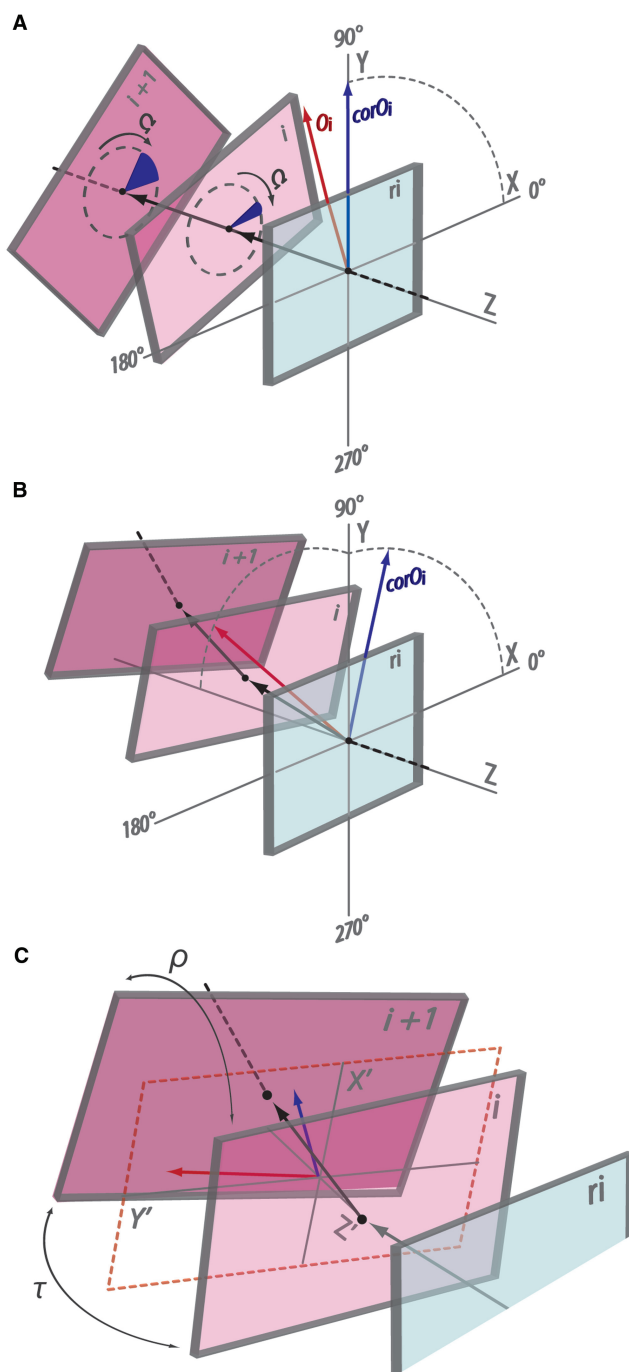 A
90°
Y
i+1
Ω
Oi
corOi
i
Ω
ri
X 0°
Z
180°
270°
B
90°
Y
i+1
corOi
i
ri
X 0°
Z
180°
270°
C
ρ
i+1
X'
i
Y'
Z'
ri
τ